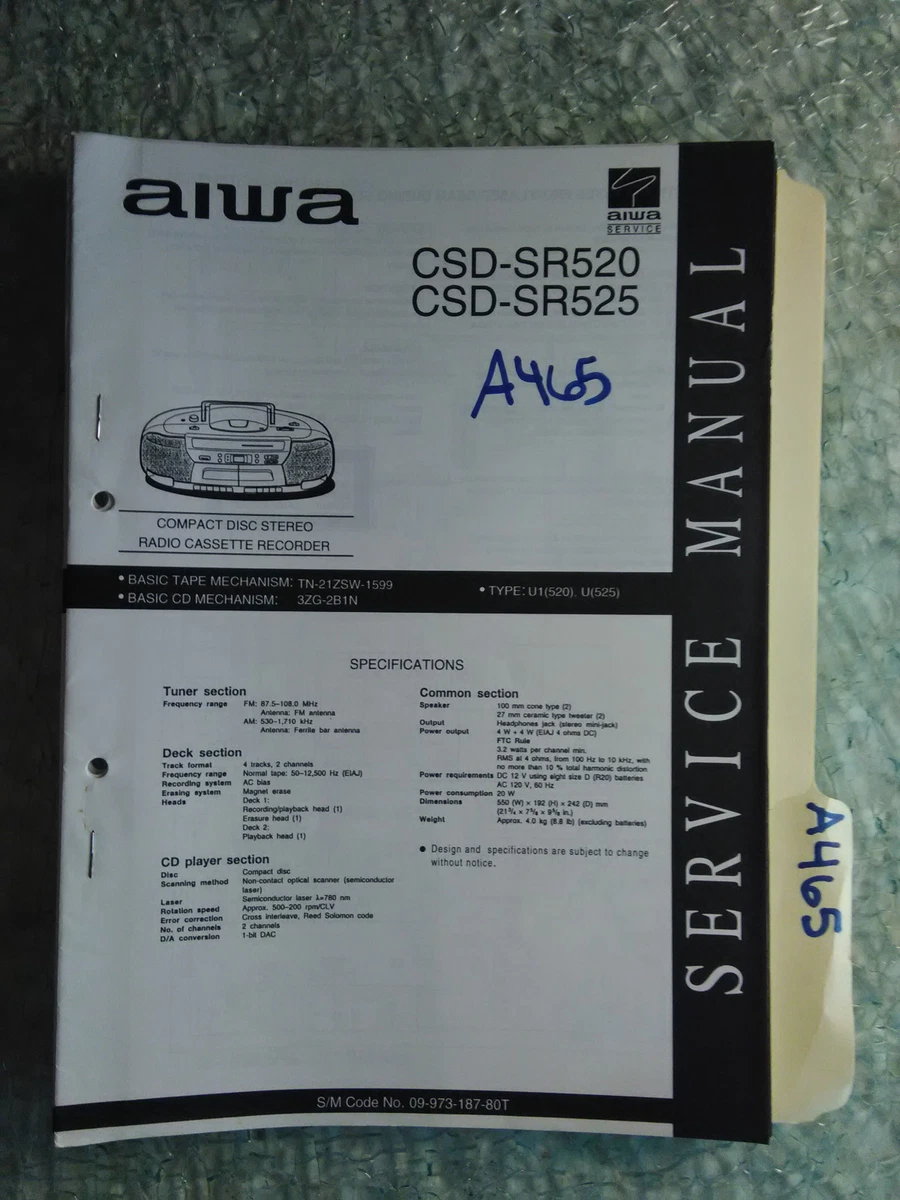 aiwa
aiwa
SERVICE
CSD-SR520
CSD-SR525
A465
COMPACT DISC STEREO
RADIO CASSETTE RECORDER
• BASIC TAPE MECHANISM: TN-21ZSW-1599
• BASIC CD MECHANISM: 3ZG-2B1N
• TYPE: U1(520), U(525)
SPECIFICATIONS
Tuner section
Frequency range FM: 87.5–108.0 MHz
Antenna: FM antenna
AM: 530–1,710 kHz
Antenna: Ferrite bar antenna
Deck section
Track format 4 tracks, 2 channels
Frequency range Normal tape: 50–12,500 Hz (EIAJ)
Recording system AC bias
Erasing system Magnet erase
Heads Deck 1:
Recording/playback head (1)
Erasure head (1)
Deck 2:
Playback head (1)
CD player section
Disc Compact disc
Scanning method Non-contact optical scanner (semiconductor
laser)
Laser Semiconductor laser λ=780 nm
Rotation speed Approx. 500–200 rpm/CLV
Error correction Cross interleave, Reed Solomon code
No. of channels 2 channels
D/A conversion 1-bit DAC
Common section
Speaker 100 mm cone type (2)
27 mm ceramic type tweeter (2)
Output Headphones jack (stereo mini-jack)
Power output 4 W + 4 W (EIAJ 4 ohms DC)
FTC Rule
3.2 watts per channel min.
RMS at 4 ohms, from 100 Hz to 10 kHz, with
no more than 10 % total harmonic distortion
Power requirements DC 12 V using eight size D (R20) batteries
AC 120 V, 60 Hz
Power consumption 20 W
Dimensions 550 (W) × 192 (H) × 242 (D) mm
(21 3/4 × 7 5/8 × 9 5/8 in.)
Weight Approx. 4.0 kg (8.8 lb) (excluding batteries)
● Design and specifications are subject to change
without notice.
S/M Code No. 09-973-187-80T
SERVICE MANUAL
A465